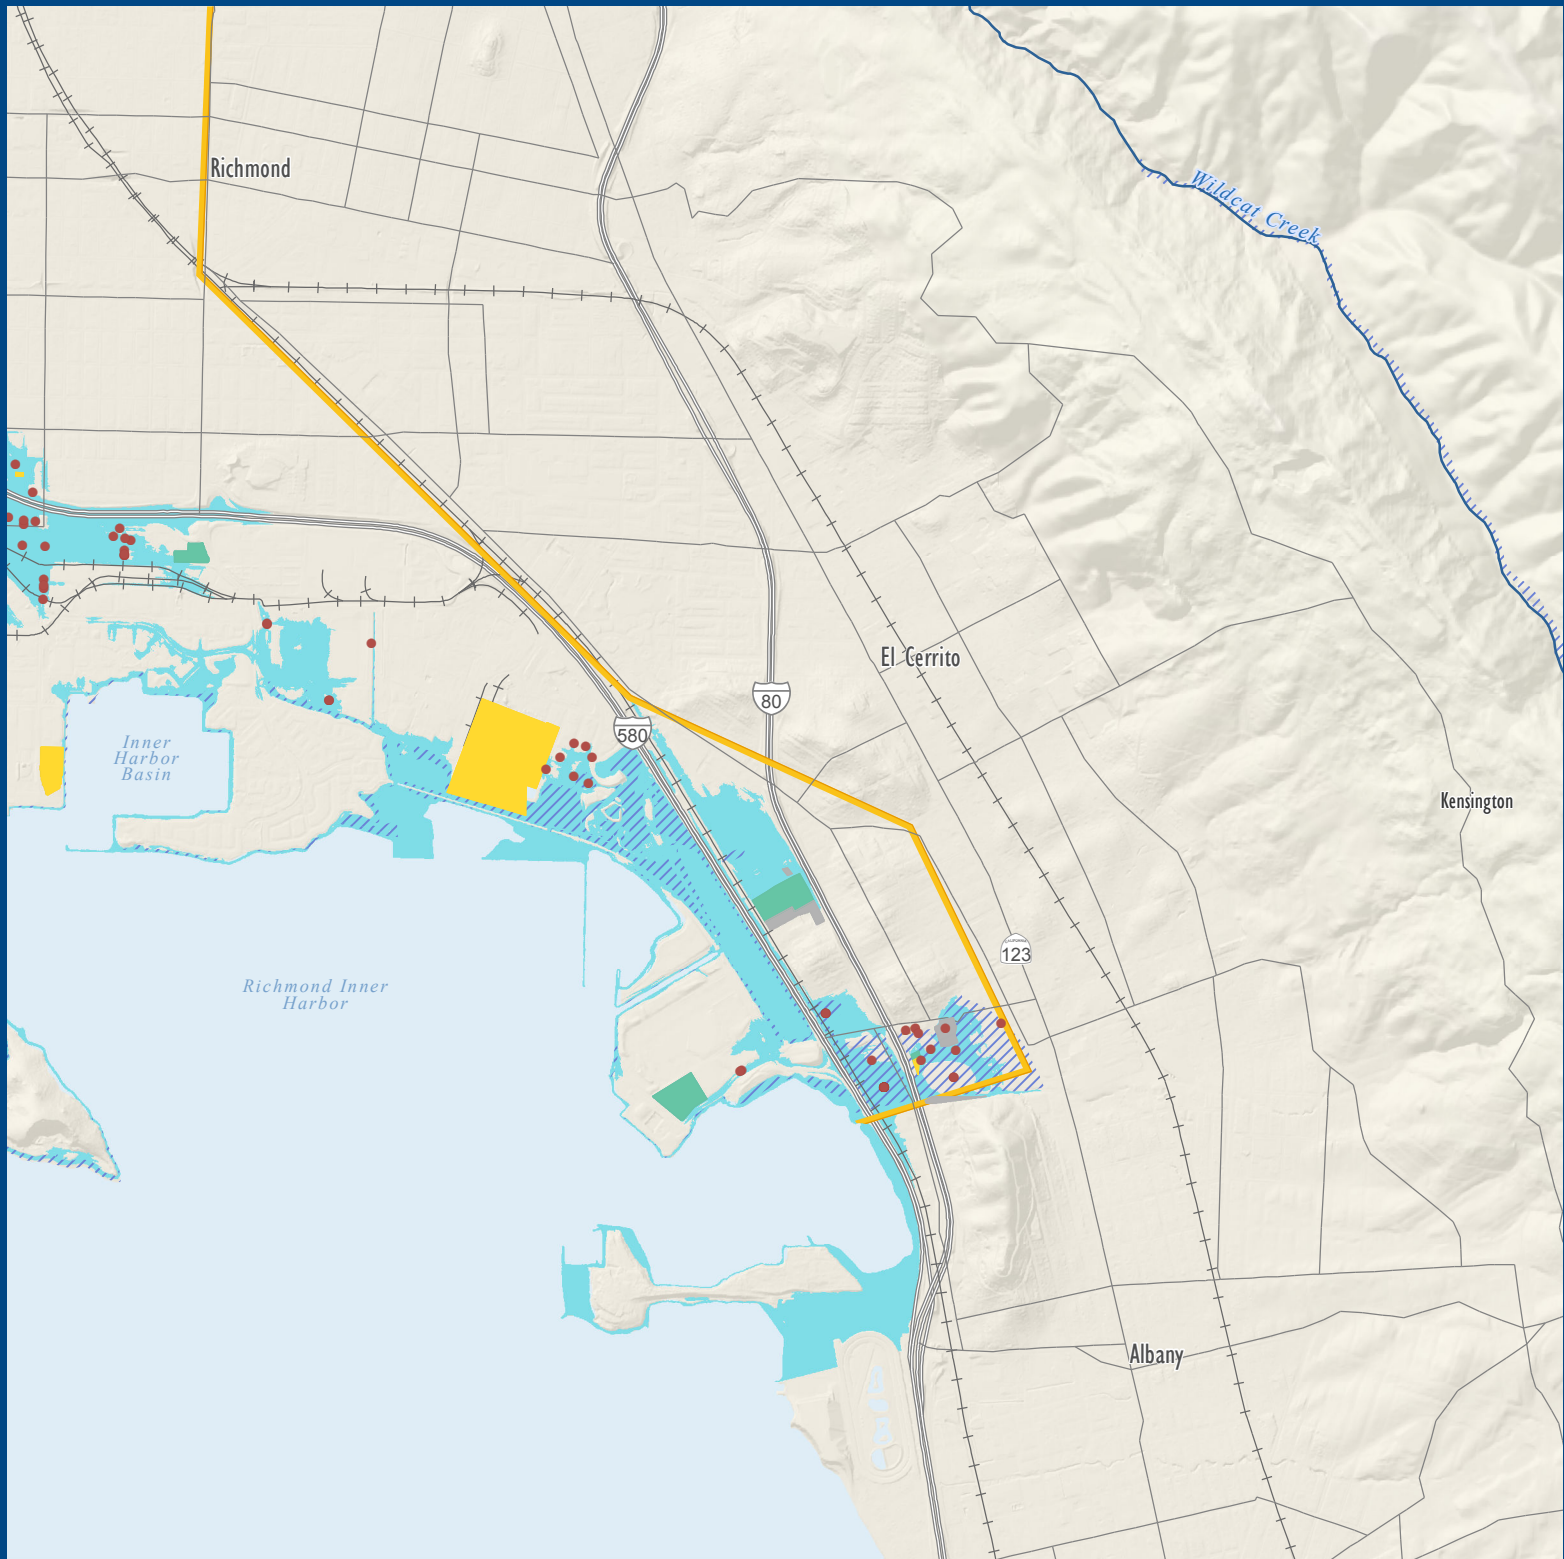 Richmond
Wildcat Creek
El Cerrito
80
580
Inner
Harbor
Basin
Kensington
123
Richmond Inner
Harbor
Albany